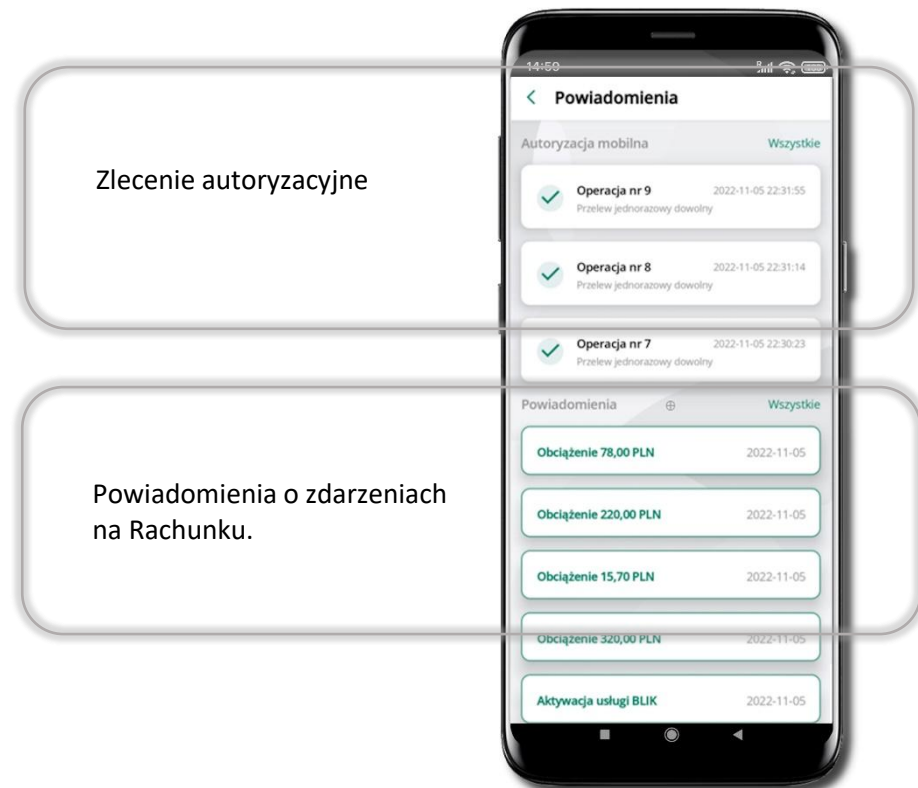 14:59
Powiadomienia
Autoryzacja mobilna Wszystkie
Zlecenie autoryzacyjne
Operacja nr 9 2022-11-05 22:31:55
Przelew jednorazowy dowolny
Operacja nr 8 2022-11-05 22:31:14
Przelew jednorazowy dowolny
Operacja nr 7 2022-11-05 22:30:23
Przelew jednorazowy dowolny
Powiadomienia Wszystkie
Obciążenie 78,00 PLN 2022-11-05
Powiadomienia o zdarzeniach
na Rachunku.
Obciążenie 220,00 PLN 2022-11-05
Obciążenie 15,70 PLN 2022-11-05
Obciążenie 320,00 PLN 2022-11-05
Aktywacja usługi BLIK 2022-11-05